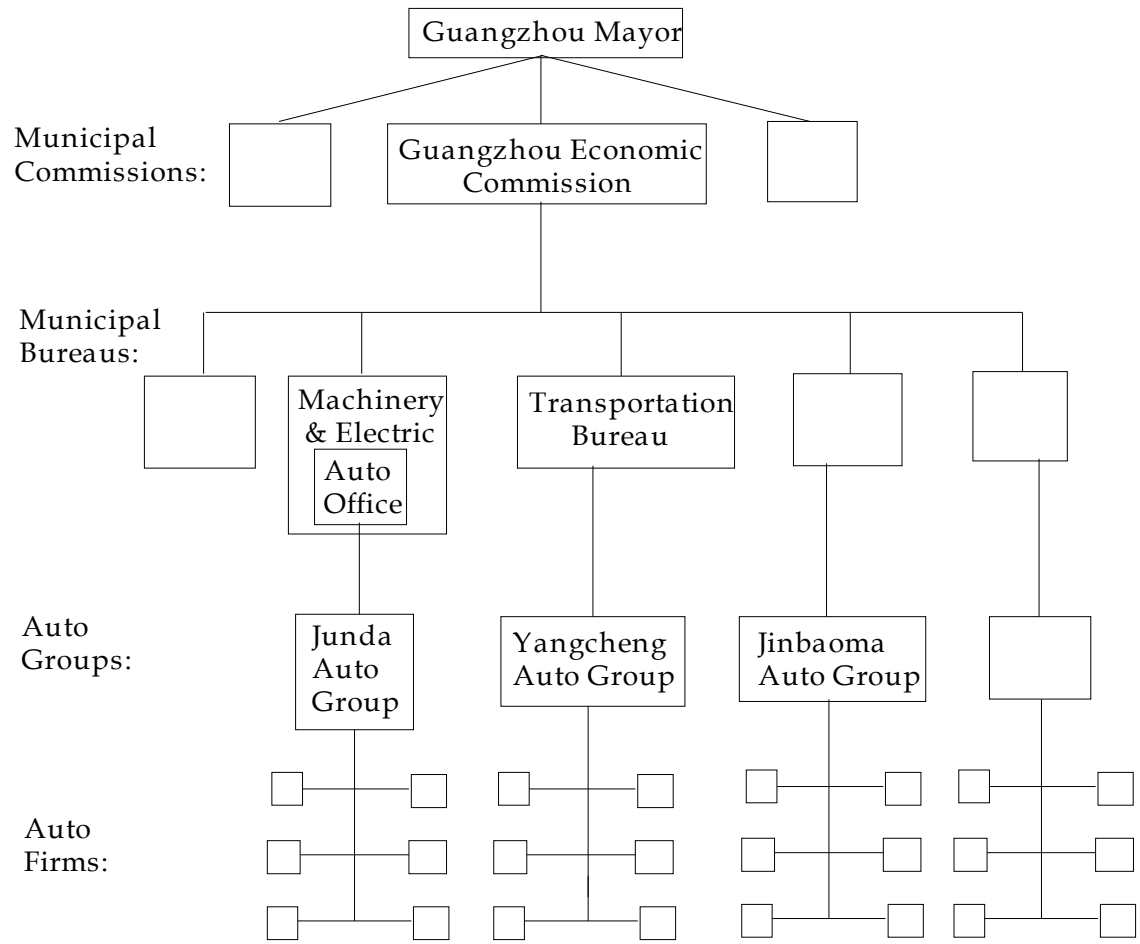 Guangzhou Mayor
Municipal
Commissions:
Guangzhou Economic
Commission
Municipal
Bureaus:
Machinery
& Electric
Auto
Office
Transportation
Bureau
Auto
Groups:
Junda
Auto
Group
Yangcheng
Auto Group
Jinbaoma
Auto Group
Auto
Firms: